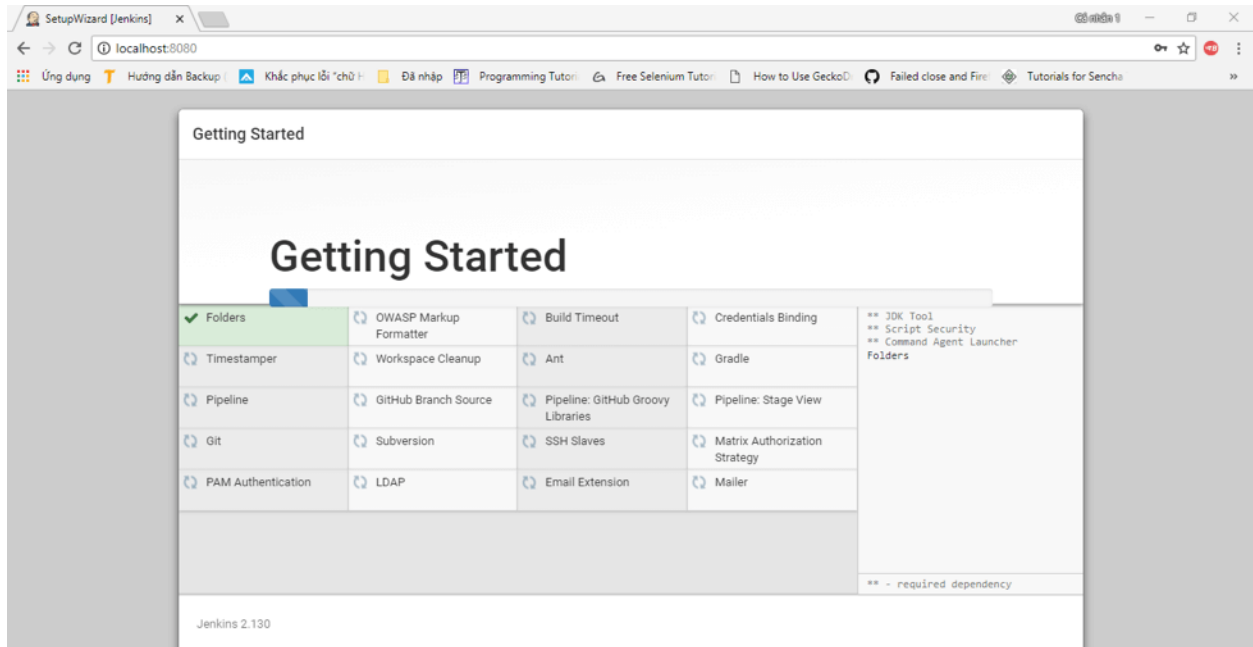 SetupWizard [Jenkins]
Cá nhân 1
localhost:8080
Ứng dụng Hướng dẫn Backup ( Khắc phục lỗi "chữ H Đã nhập Programming Tutori Free Selenium Tutori How to Use GeckoD Failed close and Fire Tutorials for Sencha »
Getting Started
Getting Started
Folders
OWASP Markup
Formatter
Build Timeout
Credentials Binding
Timestamper
Workspace Cleanup
Ant
Gradle
Pipeline
GitHub Branch Source
Pipeline: GitHub Groovy
Libraries
Pipeline: Stage View
Git
Subversion
SSH Slaves
Matrix Authorization
Strategy
PAM Authentication
LDAP
Email Extension
Mailer
** JDK Tool
** Script Security
** Command Agent Launcher
Folders
** - required dependency
Jenkins 2.130